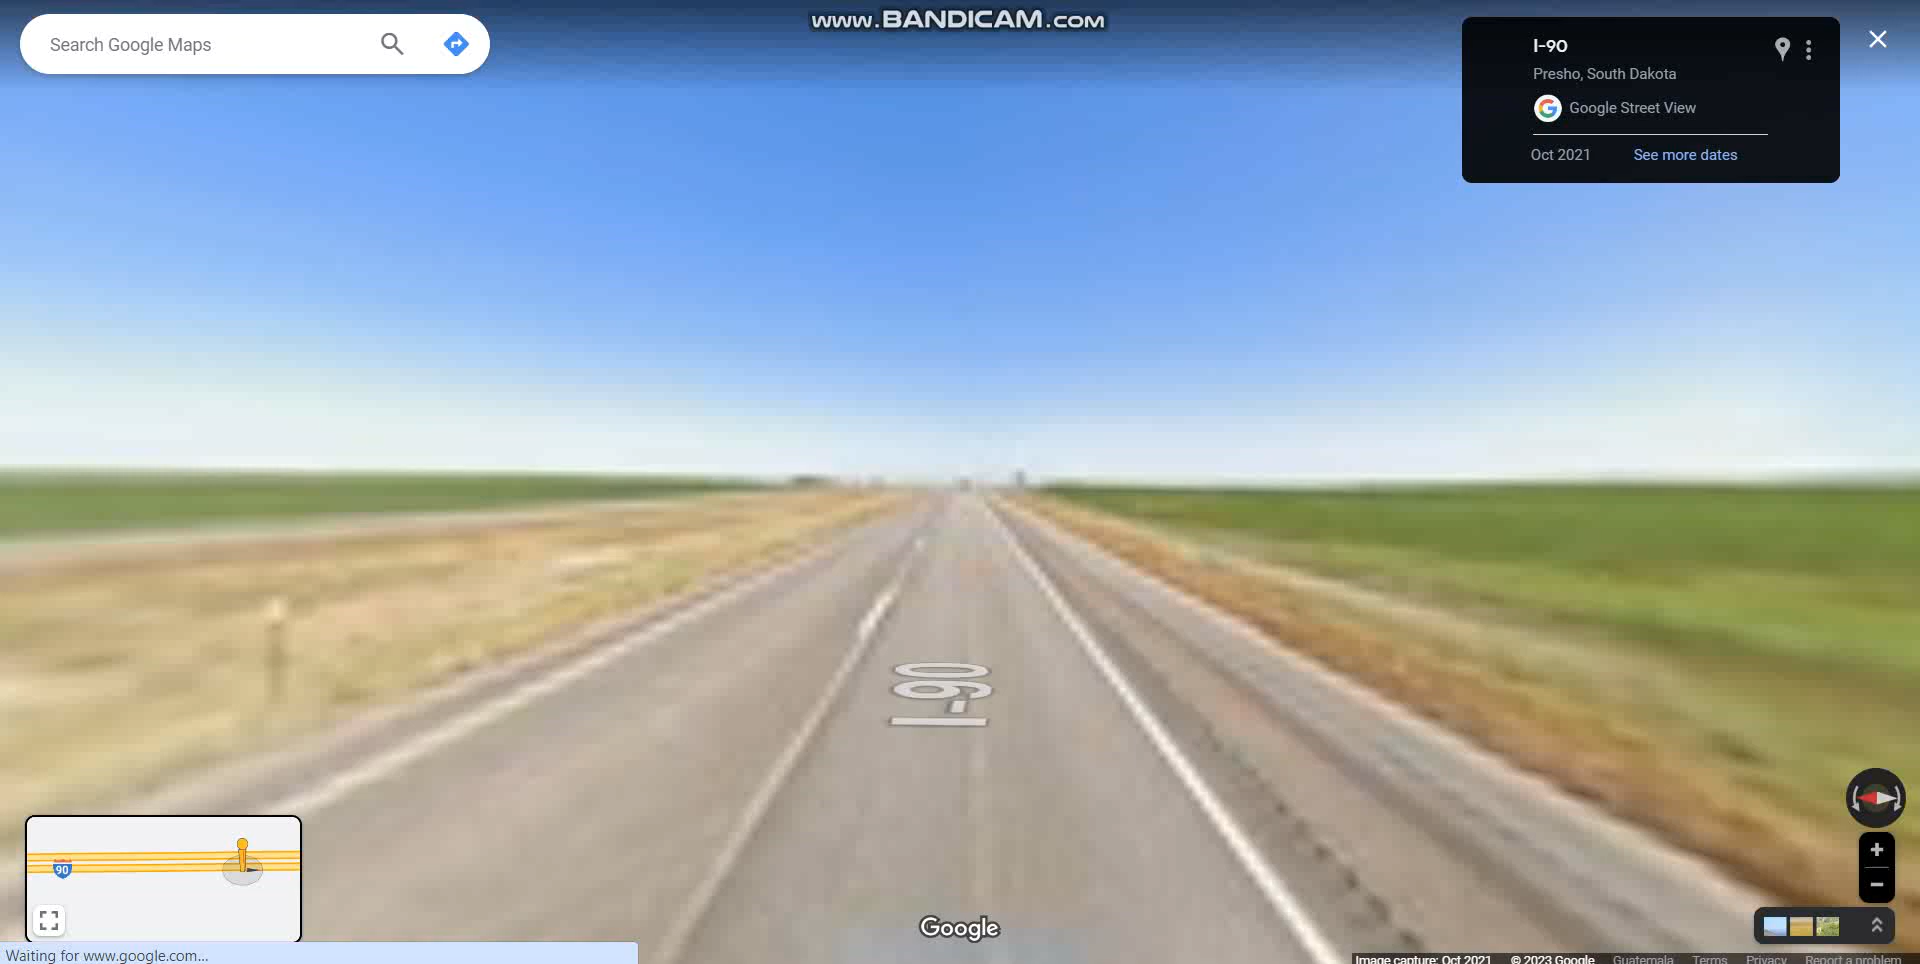 www.BANDICAM.com
Search Google Maps
I-90
Presho, South Dakota
Google Street View
Oct 2021
See more dates
I-90
90
Google
Waiting for www.google.com...
Image capture: Oct 2021 © 2023 Google Guatemala Terms Privacy Report a problem